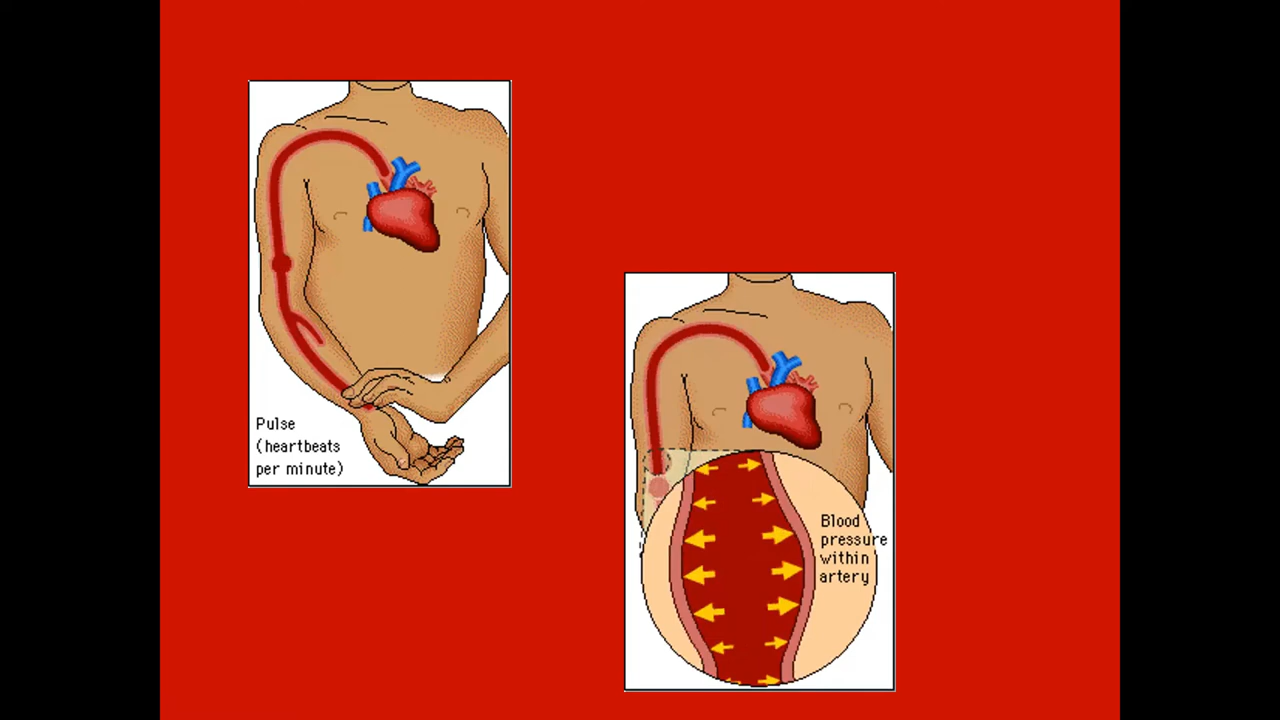 Pulse
(heartbeats
per minute)
Blood
pressure
within
artery